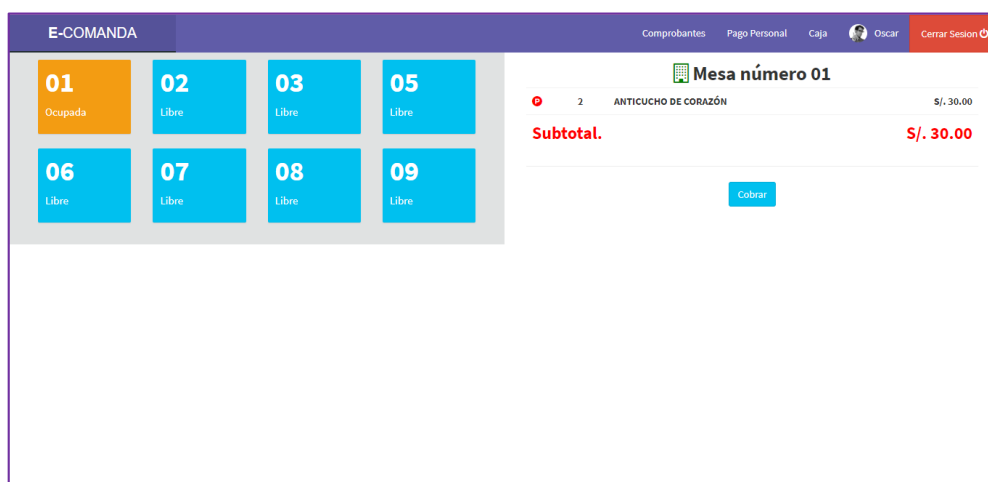 E-COMANDA
Comprobantes Pago Personal Caja Oscar Cerrar Sesion
01 02 03 05
Ocupada Libre Libre Libre
06 07 08 09
Libre Libre Libre Libre
Mesa número 01
P 2 ANTICUCHO DE CORAZÓN S/. 30.00
Subtotal. S/. 30.00
Cobrar